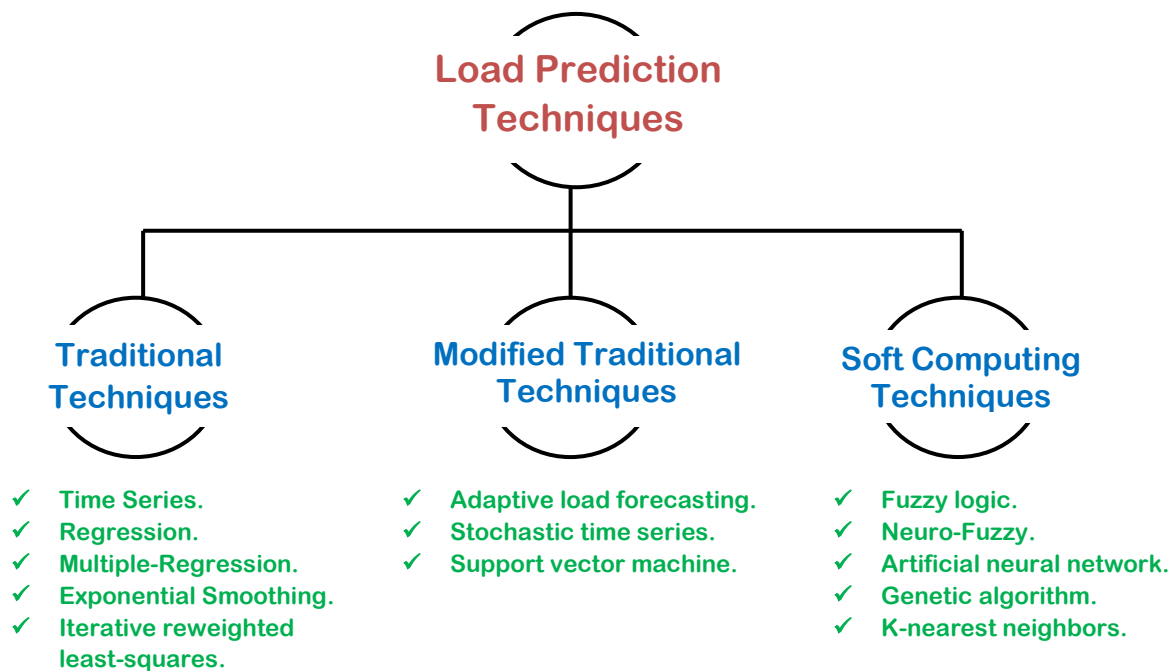 Load Prediction
Techniques
Traditional
Techniques
✓ Time Series.
✓ Regression.
✓ Multiple-Regression.
✓ Exponential Smoothing.
✓ Iterative reweighted
least-squares.
Modified Traditional
Techniques
✓ Adaptive load forecasting.
✓ Stochastic time series.
✓ Support vector machine.
Soft Computing
Techniques
✓ Fuzzy logic.
✓ Neuro-Fuzzy.
✓ Artificial neural network.
✓ Genetic algorithm.
✓ K-nearest neighbors.